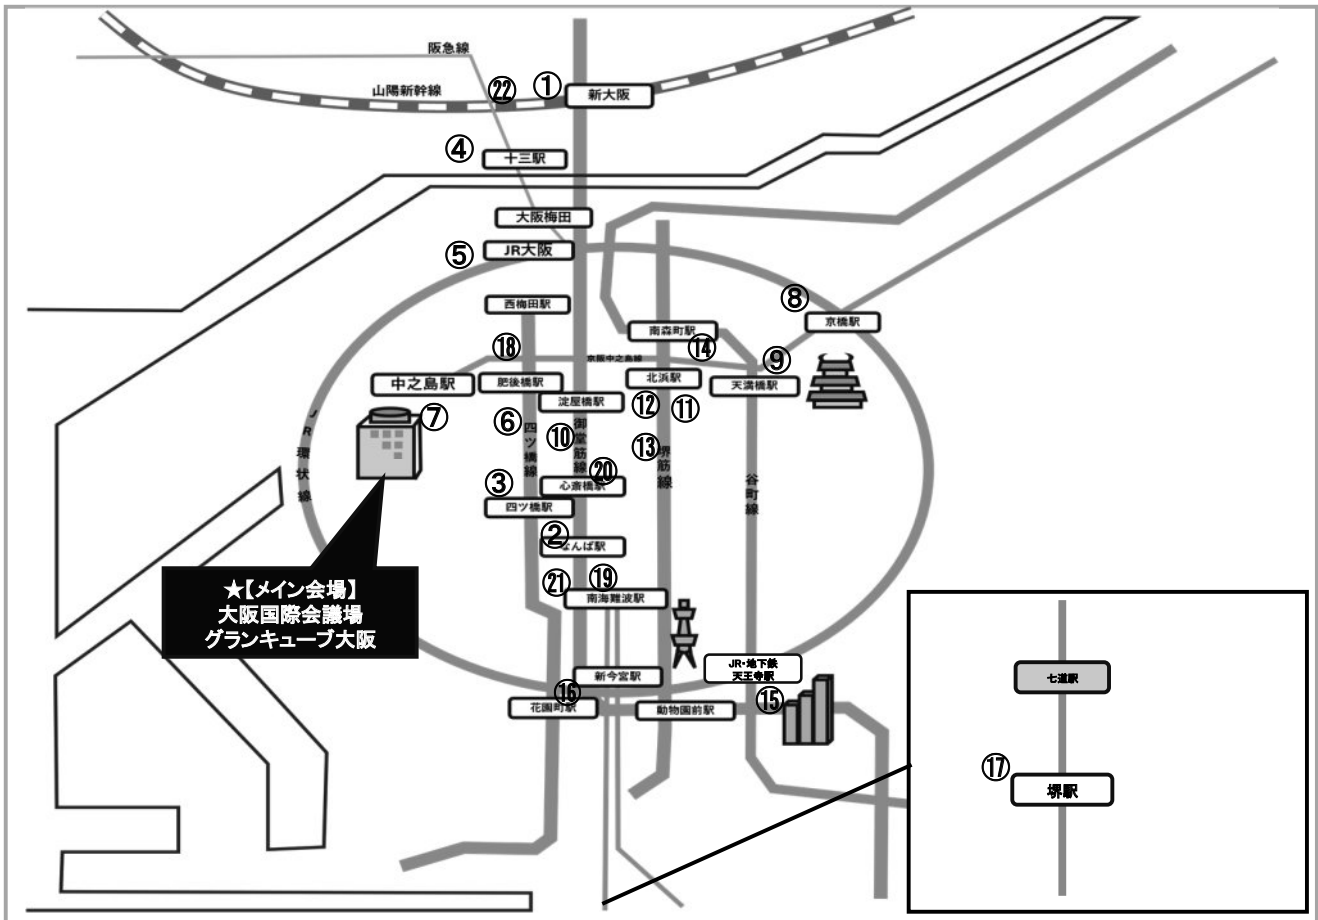 阪急線
山陽新幹線
㉒
①
新大阪
④
十三駅
大阪梅田
⑤
JR大阪
西梅田駅
⑧
京橋駅
南森町駅
⑭
⑱
京阪中之島線
⑨
中之島駅
肥後橋駅
北浜駅
天満橋駅
淀屋橋駅
⑫
⑪
⑦
⑥
⑩
⑬
JR環状線
四ツ橋線
御堂筋線
堺筋線
谷町線
⑳
心斎橋駅
③
四ツ橋駅
②
なんば駅
㉑
⑲
南海難波駅
★【メイン会場】
大阪国際会議場
グランキューブ大阪
JR・地下鉄
天王寺駅
新今宮駅
⑯
花園町駅
動物園前駅
⑮
七道駅
⑰
堺駅